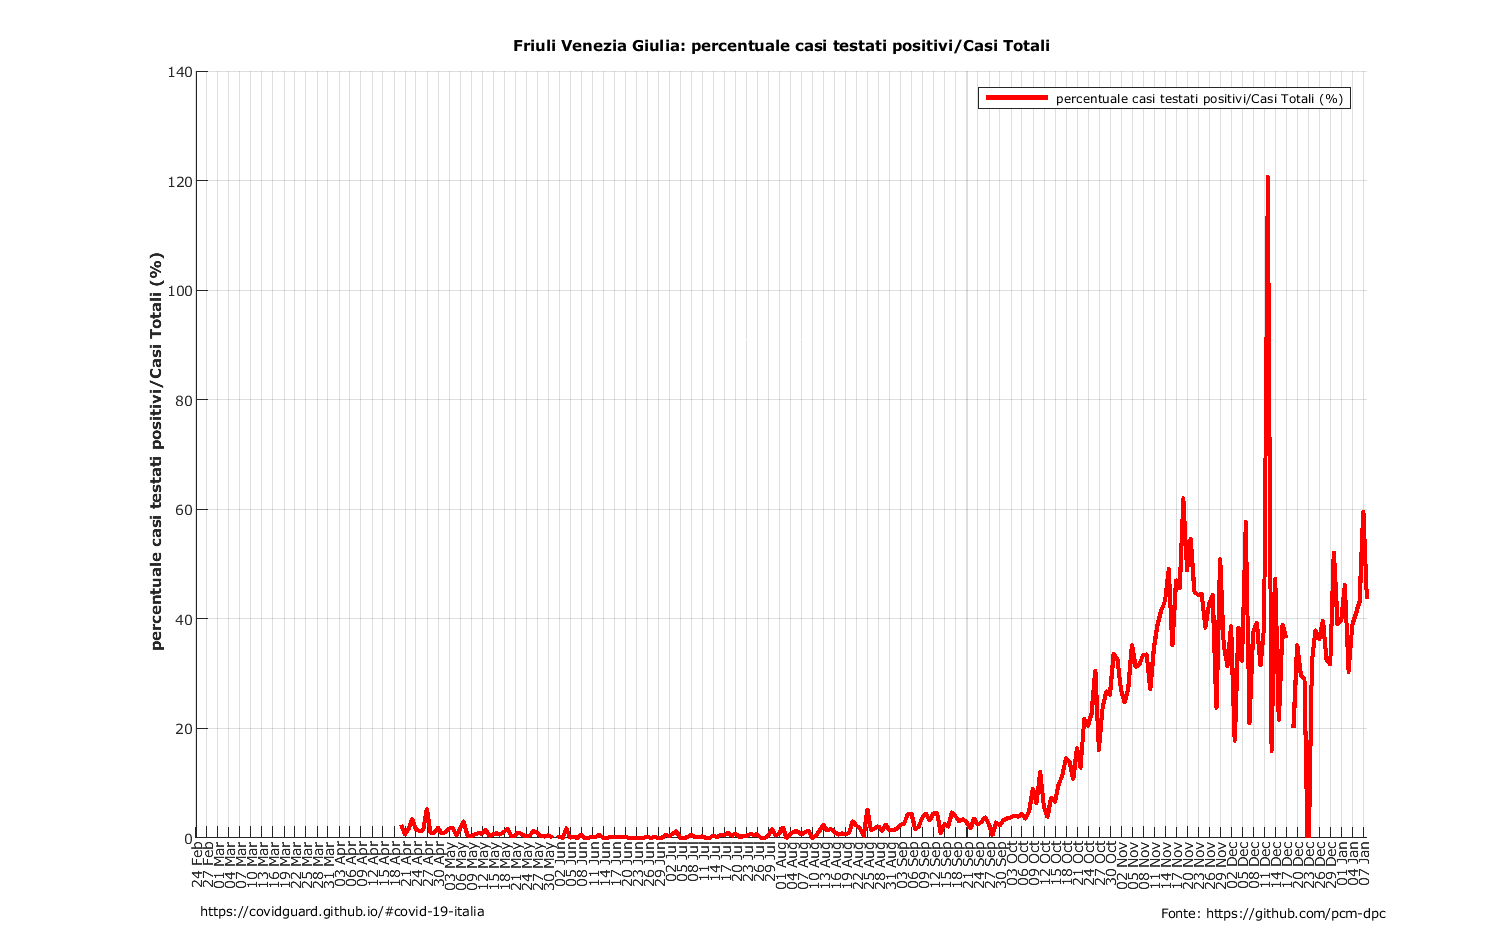 Friuli Venezia Giulia: percentuale casi testati positivi/Casi Totali
percentuale casi testati positivi/Casi Totali (%)
percentuale casi testati positivi/Casi Totali (%)
140
120
100
80
60
40
20
0
24 Feb
27 Feb
01 Mar
04 Mar
07 Mar
10 Mar
13 Mar
16 Mar
19 Mar
22 Mar
25 Mar
28 Mar
31 Mar
03 Apr
06 Apr
09 Apr
12 Apr
15 Apr
18 Apr
21 Apr
24 Apr
27 Apr
30 Apr
03 May
06 May
09 May
12 May
15 May
18 May
21 May
24 May
27 May
30 May
02 Jun
05 Jun
08 Jun
11 Jun
14 Jun
17 Jun
20 Jun
23 Jun
26 Jun
29 Jun
02 Jul
05 Jul
08 Jul
11 Jul
14 Jul
17 Jul
20 Jul
23 Jul
26 Jul
29 Jul
01 Aug
04 Aug
07 Aug
10 Aug
13 Aug
16 Aug
19 Aug
22 Aug
25 Aug
28 Aug
31 Aug
03 Sep
06 Sep
09 Sep
12 Sep
15 Sep
18 Sep
21 Sep
24 Sep
27 Sep
30 Sep
03 Oct
06 Oct
09 Oct
12 Oct
15 Oct
18 Oct
21 Oct
24 Oct
27 Oct
30 Oct
02 Nov
05 Nov
08 Nov
11 Nov
14 Nov
17 Nov
20 Nov
23 Nov
26 Nov
29 Nov
02 Dec
05 Dec
08 Dec
11 Dec
14 Dec
17 Dec
20 Dec
23 Dec
26 Dec
29 Dec
01 Jan
04 Jan
07 Jan
https://covidguard.github.io/#covid-19-italia
Fonte: https://github.com/pcm-dpc